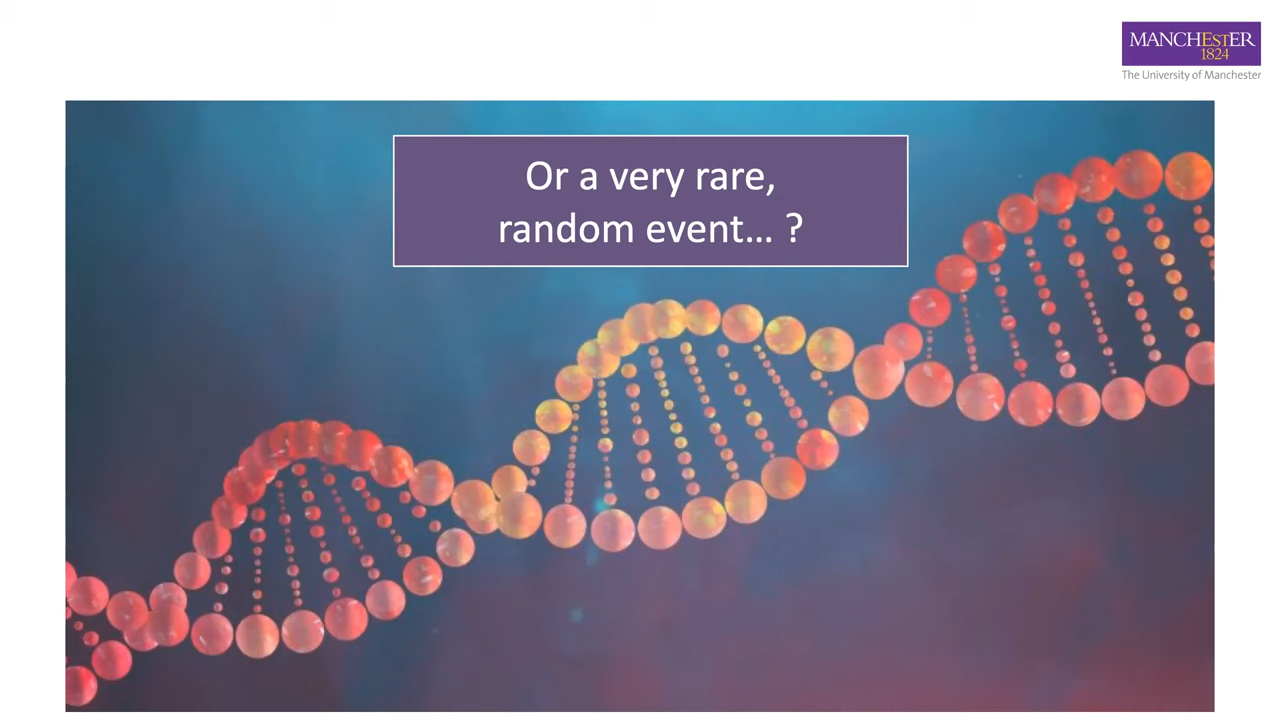 MANCHESTER
1824
The University of Manchester
Or a very rare,
random event... ?